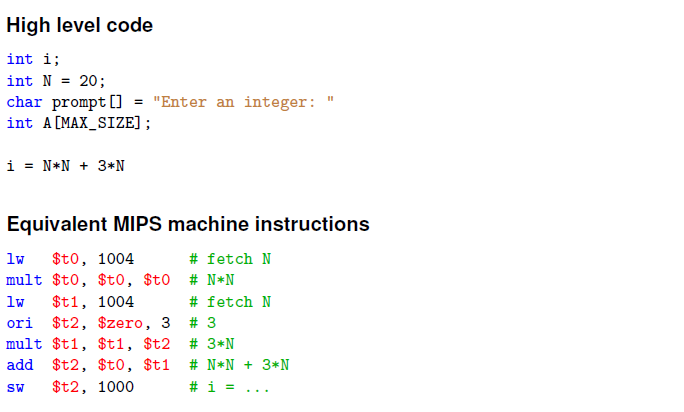 High level code
int i;
int N = 20;
char prompt[] = "Enter an integer: "
int A[MAX_SIZE];
i = N*N + 3*N
Equivalent MIPS machine instructions
lw   $t0, 1004      # fetch N
mult $t0, $t0, $t0  # N*N
lw   $t1, 1004      # fetch N
ori  $t2, $zero, 3  # 3
mult $t1, $t1, $t2  # 3*N
add  $t2, $t0, $t1  # N*N + 3*N
sw   $t2, 1000      # i = ...